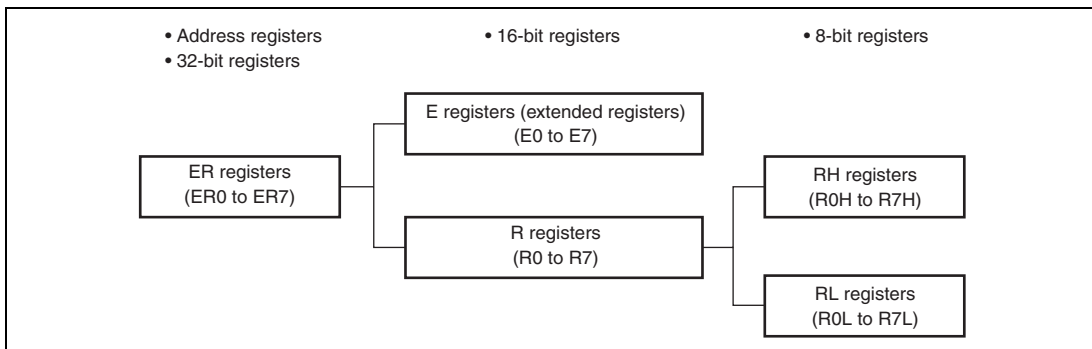 • Address registers
• 32-bit registers
• 16-bit registers
• 8-bit registers
E registers (extended registers)
(E0 to E7)
ER registers
(ER0 to ER7)
RH registers
(R0H to R7H)
R registers
(R0 to R7)
RL registers
(R0L to R7L)